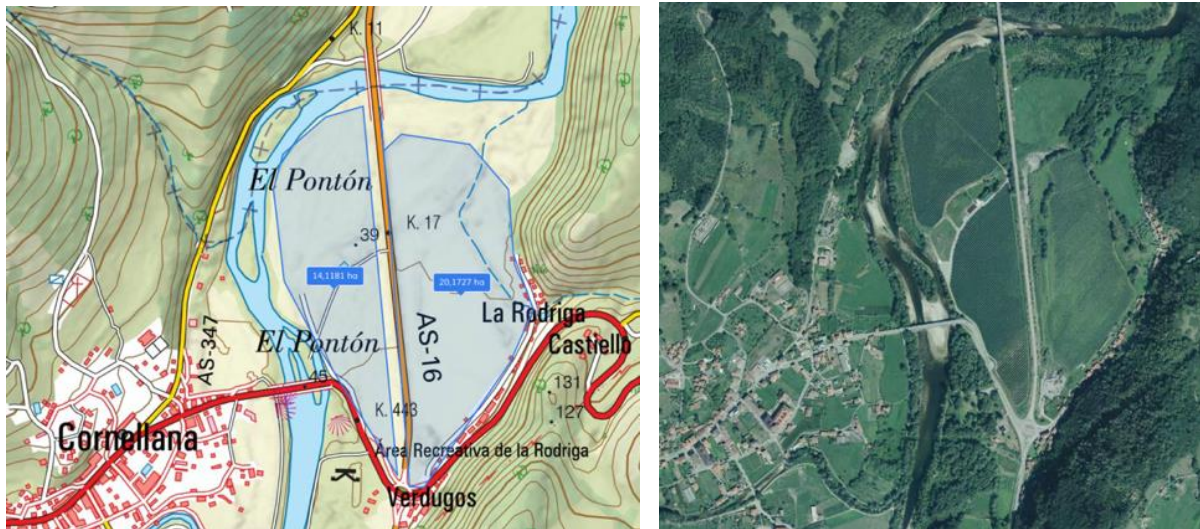 K. 11
El Pontón
K. 17
39
14,1181 ha
20,1727 ha
La Rodriga
AS-347
El Pontón
AS-16
Castiello
45
131
K. 443
127
Cornellana
Área Recreativa de la Rodriga
K
Verdugos